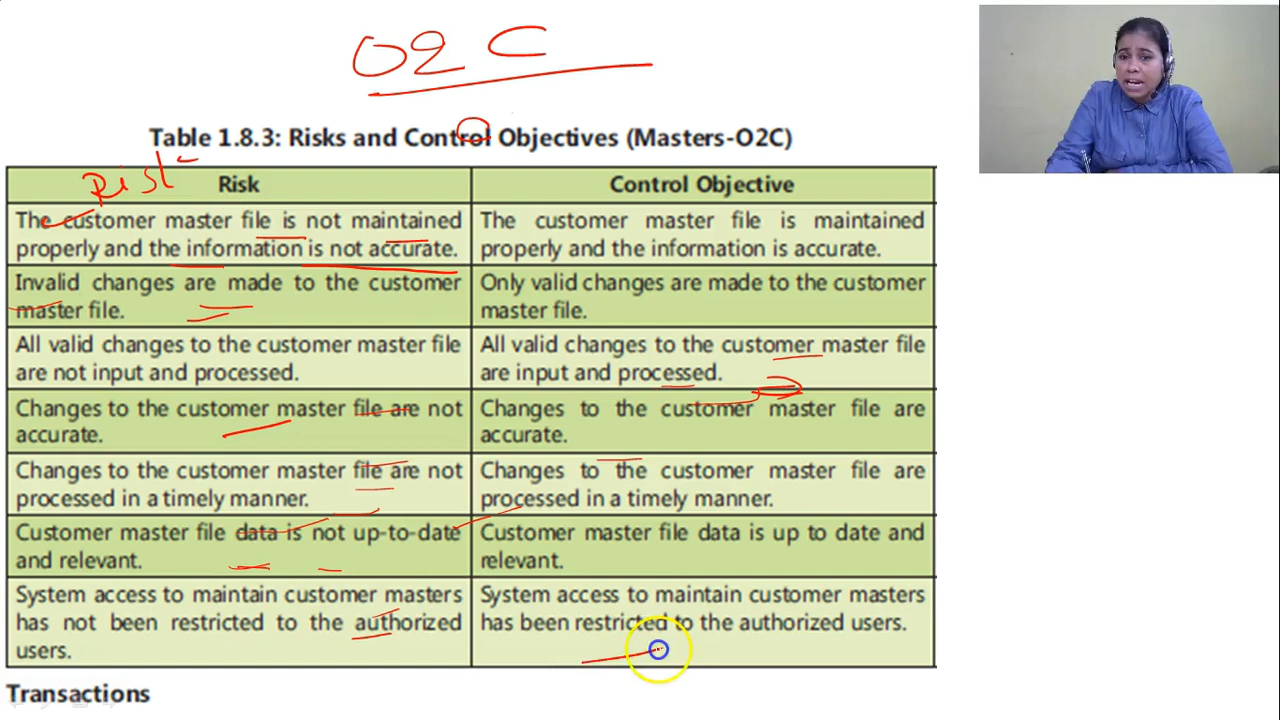 O2C
Table 1.8.3: Risks and Control Objectives (Masters-O2C)
Risk
Risk
Control Objective
The customer master file is not maintained
properly and the information is not accurate.
The customer master file is maintained
properly and the information is accurate.
Invalid changes are made to the customer
master file.
Only valid changes are made to the customer
master file.
All valid changes to the customer master file
are not input and processed.
All valid changes to the customer master file
are input and processed.
Changes to the customer master file are not
accurate.
Changes to the customer master file are
accurate.
Changes to the customer master file are not
processed in a timely manner.
Changes to the customer master file are
processed in a timely manner.
Customer master file data is not up-to-date
and relevant.
Customer master file data is up to date and
relevant.
System access to maintain customer masters
has not been restricted to the authorized
users.
System access to maintain customer masters
has been restricted to the authorized users.
Transactions